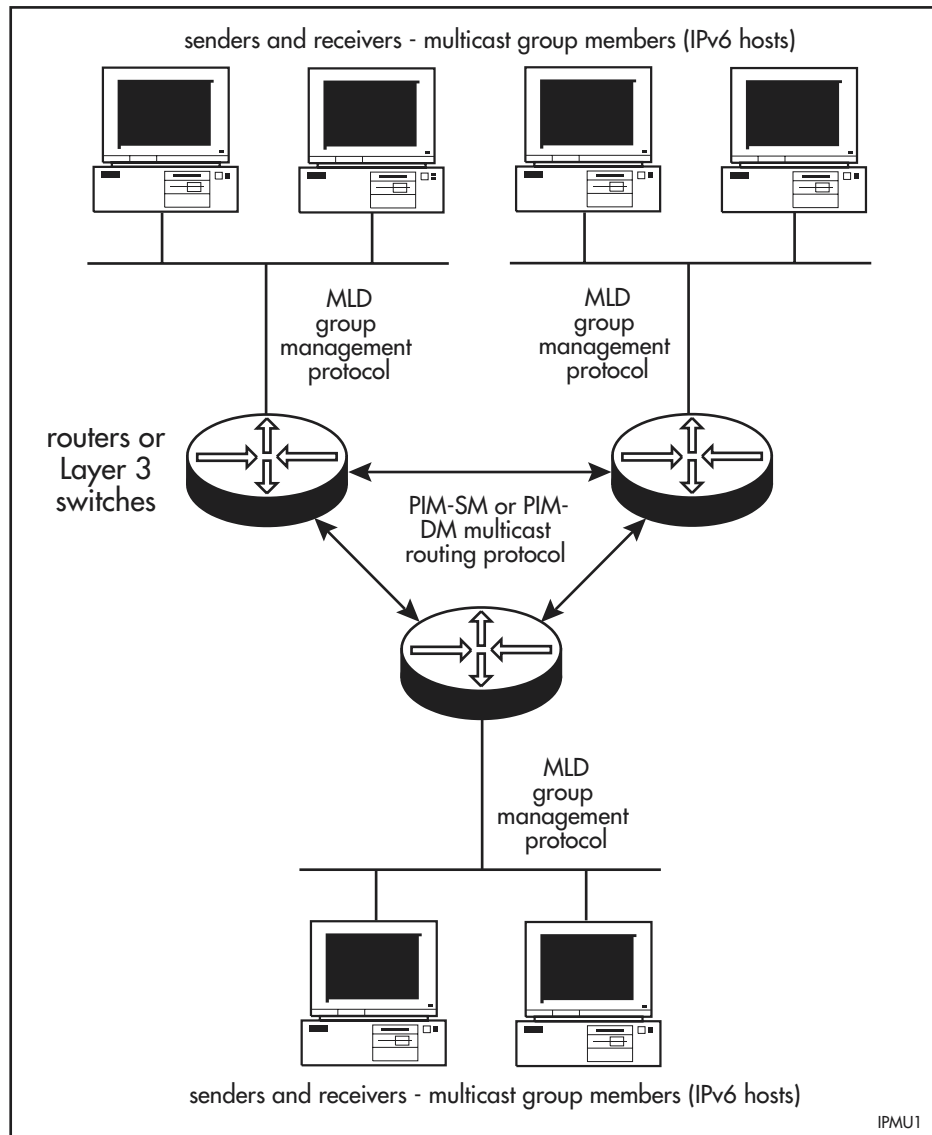 senders and receivers - multicast group members (IPv6 hosts)
MLD
group
management
protocol
MLD
group
management
protocol
routers or
Layer 3
switches
PIM-SM or PIM-
DM multicast
routing protocol
MLD
group
management
protocol
senders and receivers - multicast group members (IPv6 hosts)
IPMU1